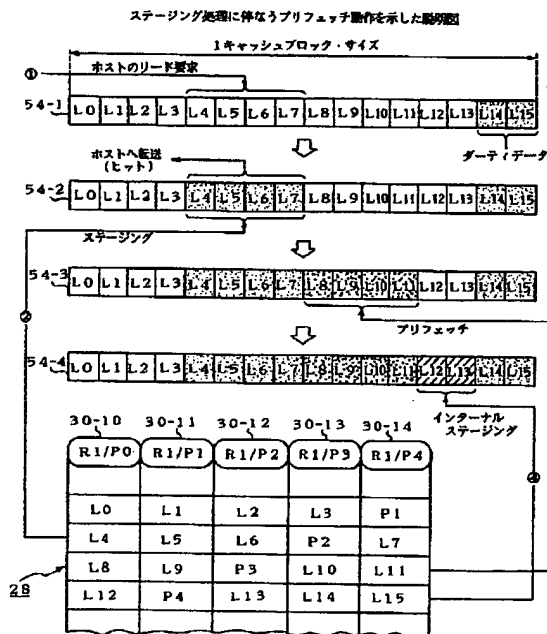 ステージング処理に伴なうプリフェッチ動作を示した説明図
1キャッシュブロック・サイズ
① ホストのリード要求
54-1 L0 L1 L2 L3 L4 L5 L6 L7 L8 L9 L10 L11 L12 L13 L14 L15
ダーティデータ
ホストへ転送
(ヒット)
54-2 L0 L1 L2 L3 L4 L5 L6 L7 L8 L9 L10 L11 L12 L13 L14 L15
ステージング
54-3 L0 L1 L2 L3 L4 L5 L6 L7 L8 L9 L10 L11 L12 L13 L14 L15
② プリフェッチ
54-4 L0 L1 L2 L3 L4 L5 L6 L7 L8 L9 L10 L11 L12 L13 L14 L15
インターナル
ステージング
30-10 30-11 30-12 30-13 30-14
R1/P0 R1/P1 R1/P2 R1/P3 R1/P4
L0 L1 L2 L3 P1
L4 L5 L6 P2 L7
L8 L9 P3 L10 L11
L12 P4 L13 L14 L15
28